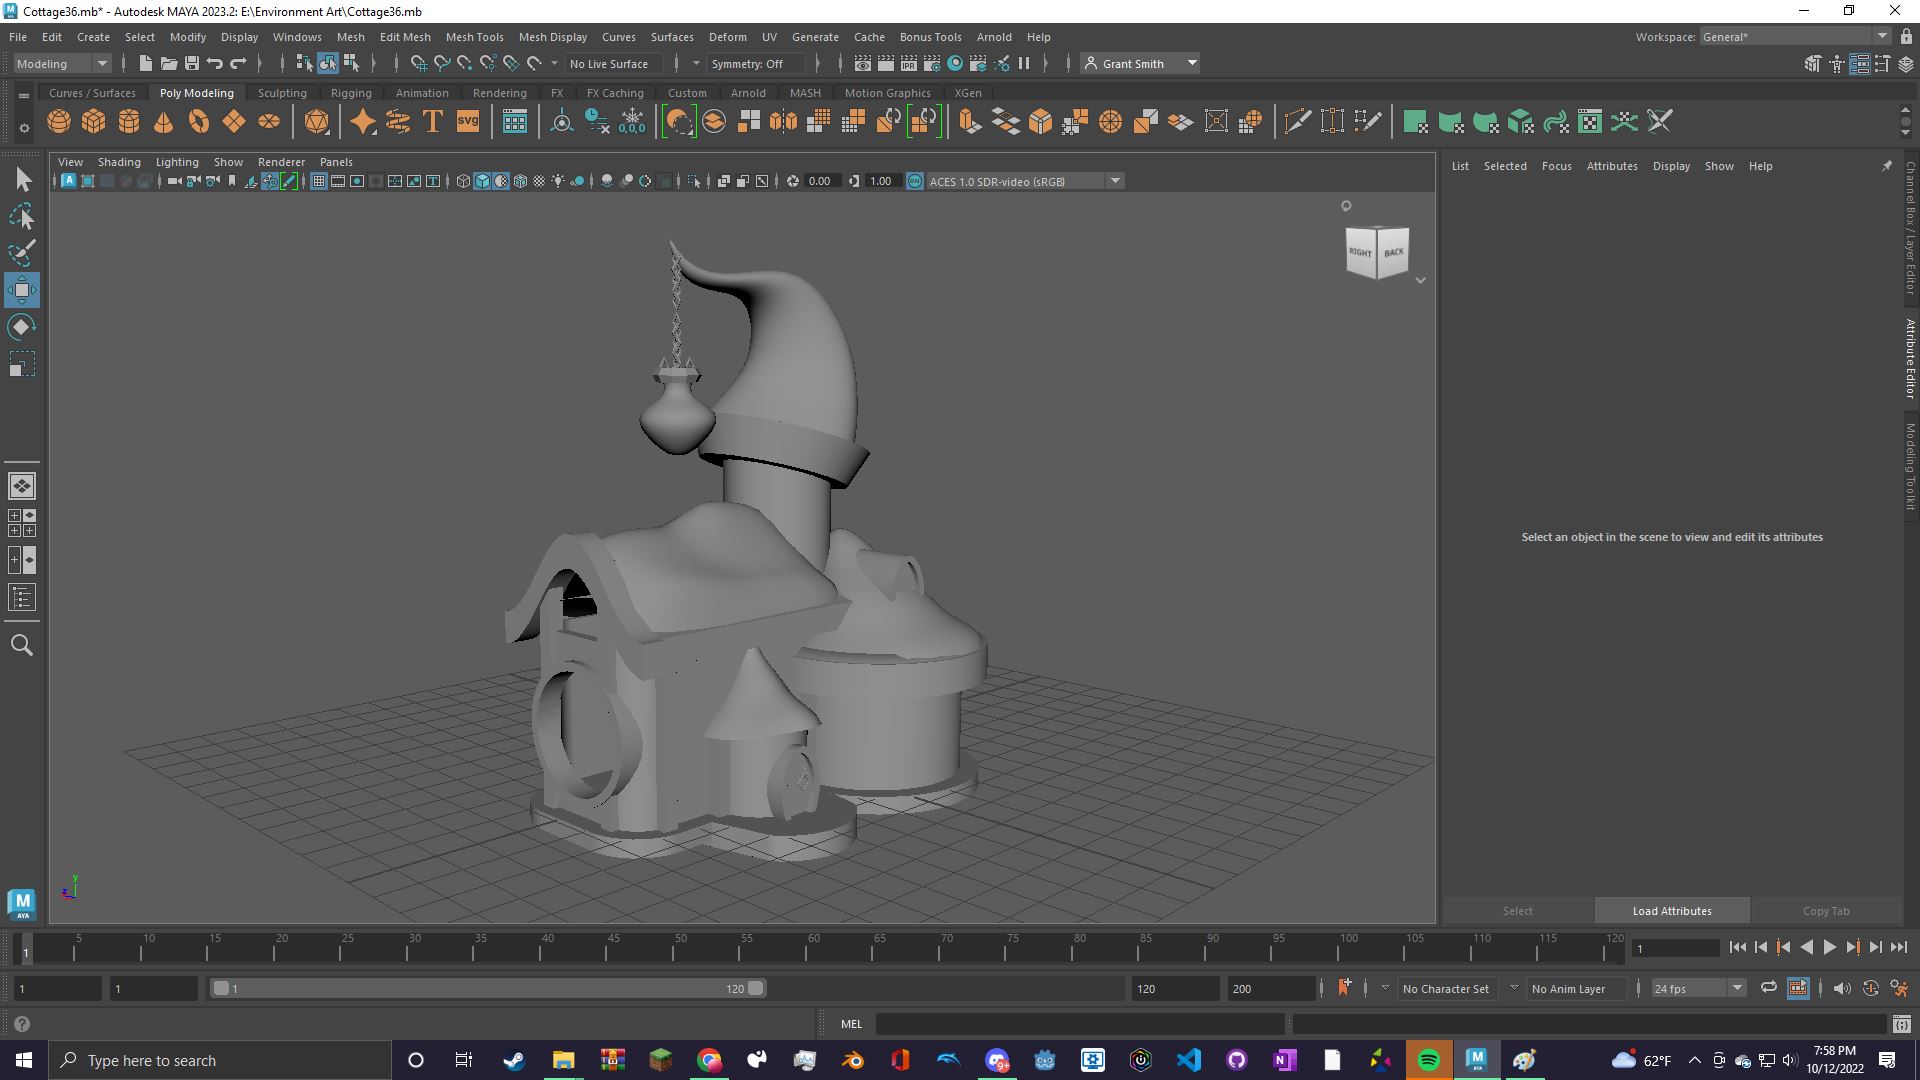 Cottage36.mb* - Autodesk MAYA 2023.2: E:\Environment Art\Cottage36.mb
File Edit Create Select Modify Display Windows Mesh Edit Mesh Mesh Tools Mesh Display Curves Surfaces Deform UV Generate Cache Bonus Tools Arnold Help Workspace: General*
Modeling No Live Surface Symmetry: Off IPR Grant Smith
Curves / Surfaces Poly Modeling Sculpting Rigging Animation Rendering FX FX Caching Custom Arnold MASH Motion Graphics XGen
T SVG 0,0,0
View Shading Lighting Show Renderer Panels
0.00 1.00 ON ACES 1.0 SDR-video (sRGB)
List Selected Focus Attributes Display Show Help
RIGHT BACK
Channel Box / Layer Editor
Attribute Editor
Modeling Toolkit
Select an object in the scene to view and edit its attributes
y
z
M
AYA
Select Load Attributes Copy Tab
1 5 10 15 20 25 30 35 40 45 50 55 60 65 70 75 80 85 90 95 100 105 110 115 120 1
1 1 1 120 120 200 No Character Set No Anim Layer 24 fps
MEL
Type here to search
9+
62°F
7:58 PM
10/12/2022